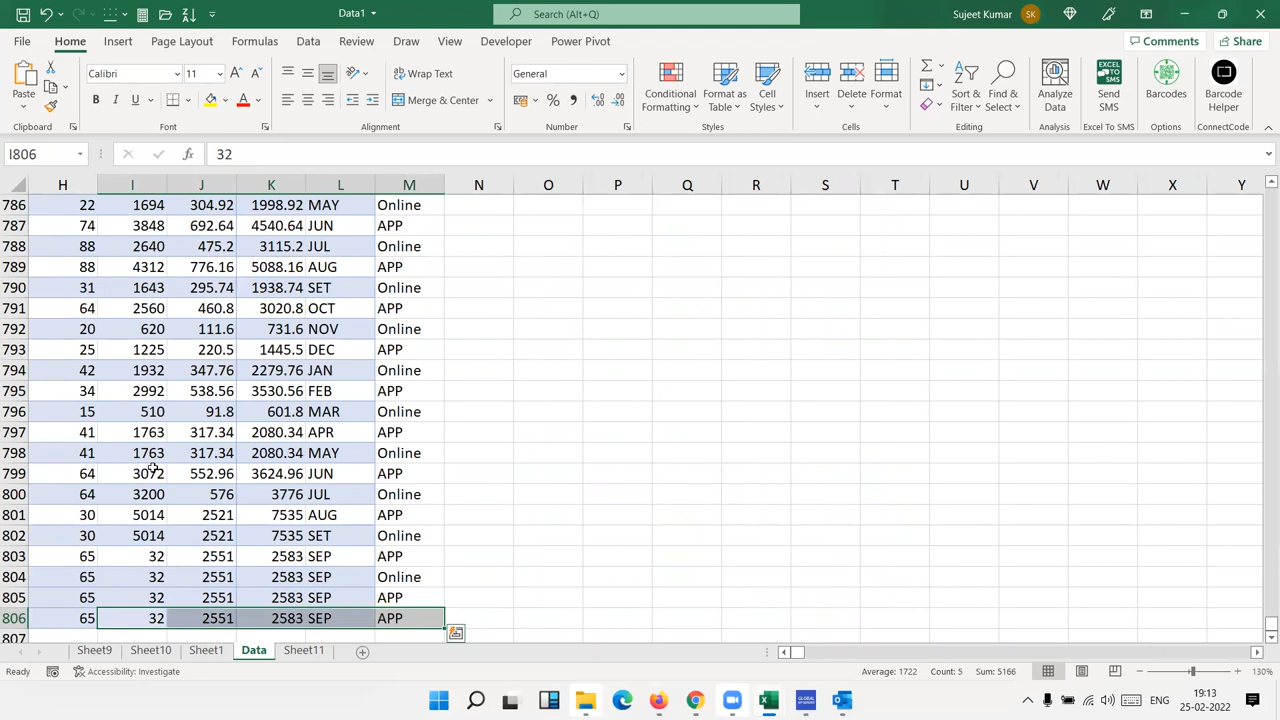 Data1
Search (Alt+Q)
Sujeet Kumar
SK
File Home Insert Page Layout Formulas Data Review View Draw Developer Power Pivot
Comments Share
Paste
Calibri 11
B I U
Wrap Text
Merge & Center
General
Conditional Formatting
Format as Table
Cell Styles
Insert Delete Format
Sort & Filter
Find & Select
Analyze Data
Excel To SMS
Send SMS
Barcodes
Barcode Helper
Clipboard Font Alignment Number Styles Cells Editing Analysis Excel To SMS Options ConnectCode
I806 fx 32
H I J K L M N O P Q R S T U V W X Y
786 22 1694 304.92 1998.92 MAY Online
787 74 3848 692.64 4540.64 JUN APP
788 88 2640 475.2 3115.2 JUL Online
789 88 4312 776.16 5088.16 AUG APP
790 31 1643 295.74 1938.74 SET Online
791 64 2560 460.8 3020.8 OCT APP
792 20 620 111.6 731.6 NOV Online
793 25 1225 220.5 1445.5 DEC APP
794 42 1932 347.76 2279.76 JAN Online
795 34 2992 538.56 3530.56 FEB APP
796 15 510 91.8 601.8 MAR Online
797 41 1763 317.34 2080.34 APR APP
798 41 1763 317.34 2080.34 MAY Online
799 64 3072 552.96 3624.96 JUN APP
800 64 3200 576 3776 JUL Online
801 30 5014 2521 7535 AUG APP
802 30 5014 2521 7535 SET Online
803 65 32 2551 2583 SEP APP
804 65 32 2551 2583 SEP Online
805 65 32 2551 2583 SEP APP
806 65 32 2551 2583 SEP APP
807
Sheet9 Sheet10 Sheet1 Data Sheet11
Ready Accessibility: Investigate Average: 1722 Count: 5 Sum: 5166 130%
ENG
19:13
25-02-2022